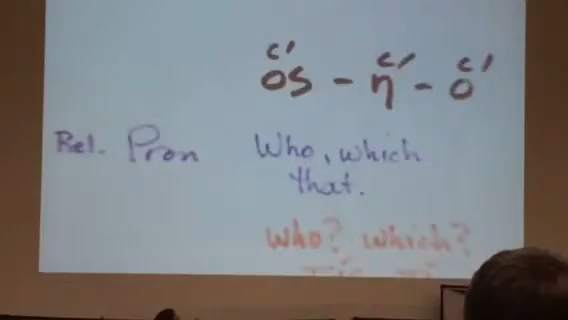 ὅς - ἥ - ὅ
Rel. Pron Who, which
that.
who? which?